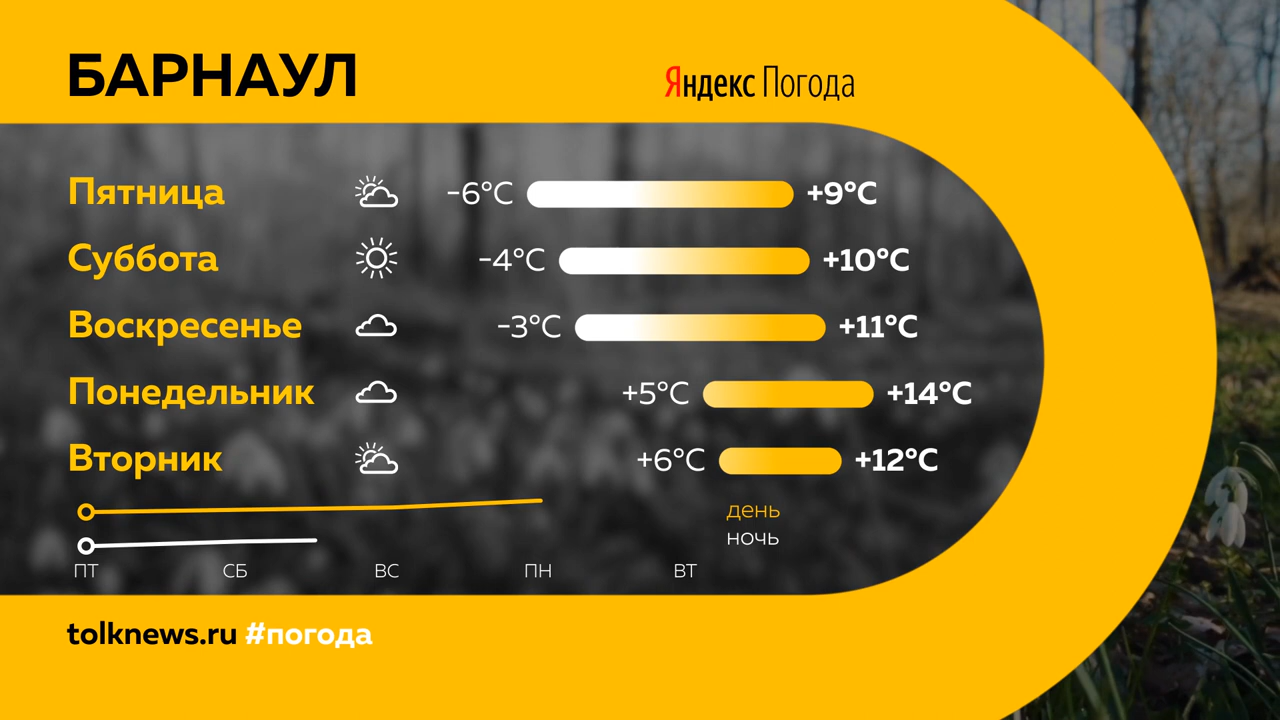 БАРНАУЛ
Яндекс Погода
Пятница -6°C +9°C
Суббота -4°C +10°C
Воскресенье -3°C +11°C
Понедельник +5°C +14°C
Вторник +6°C +12°C
день
ночь
ПТ СБ ВС ПН ВТ
tolknews.ru #погода